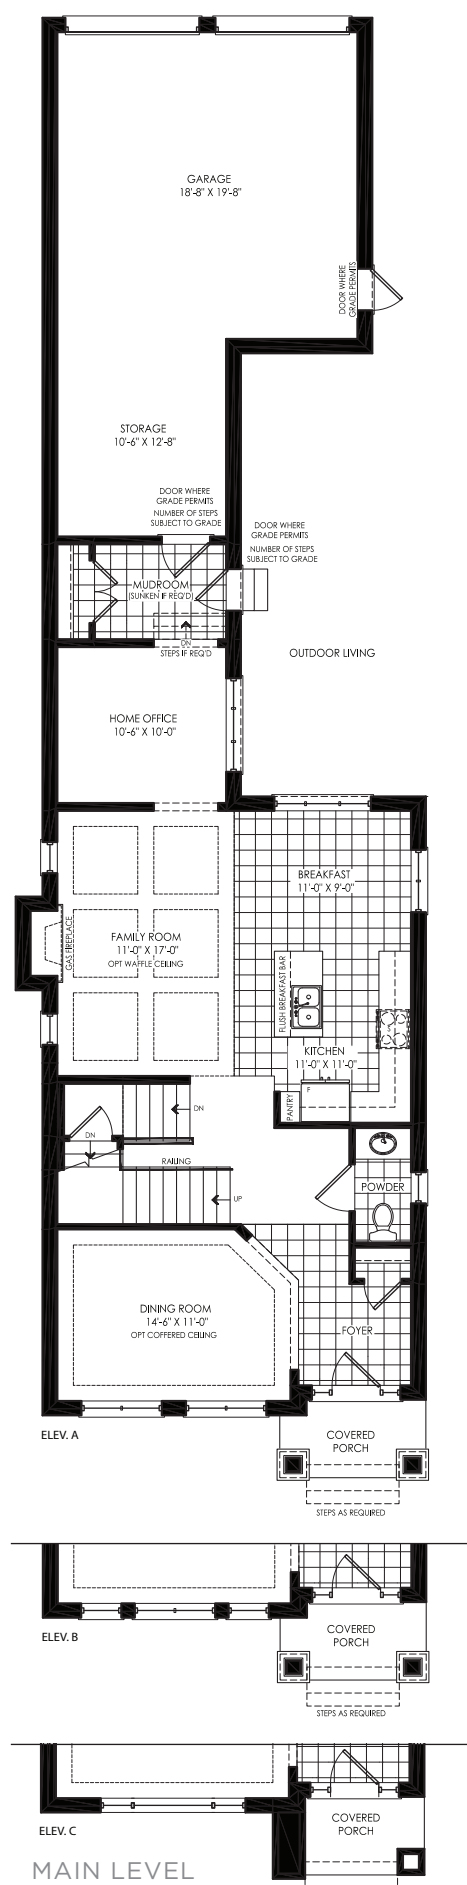 GARAGE
18'-8" X 19'-8"
DOOR WHERE
GRADE PERMITS
STORAGE
10'-6" X 12'-8"
DOOR WHERE
GRADE PERMITS
NUMBER OF STEPS
SUBJECT TO GRADE
DOOR WHERE
GRADE PERMITS
NUMBER OF STEPS
SUBJECT TO GRADE
MUDROOM
(SUNKEN IF REQ'D)
DN
STEPS IF REQ'D
OUTDOOR LIVING
HOME OFFICE
10'-6" X 10'-0"
BREAKFAST
11'-0" X 9'-0"
GAS FIREPLACE
FAMILY ROOM
11'-0" X 17'-0"
OPT WAFFLE CEILING
FLUSH BREAKFAST BAR
KITCHEN
11'-0" X 11'-0"
F
PANTRY
DN
DN
RAILING
UP
POWDER
DINING ROOM
14'-6" X 11'-0"
OPT COFFERED CEILING
FOYER
ELEV. A
COVERED
PORCH
STEPS AS REQUIRED
ELEV. B
COVERED
PORCH
STEPS AS REQUIRED
ELEV. C
COVERED
PORCH
MAIN LEVEL